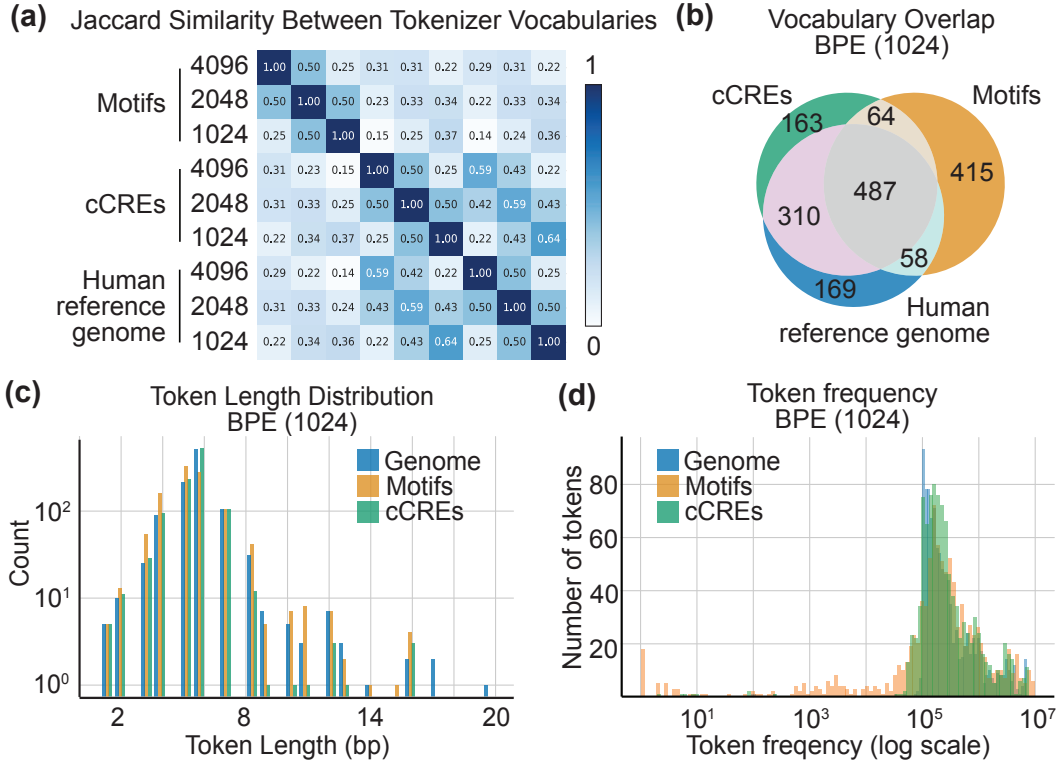 (a) Jaccard Similarity Between Tokenizer Vocabularies
Motifs
4096 1.00 0.50 0.25 0.31 0.31 0.22 0.29 0.31 0.22
2048 0.50 1.00 0.50 0.23 0.33 0.34 0.22 0.33 0.34
1024 0.25 0.50 1.00 0.15 0.25 0.37 0.14 0.24 0.36
cCREs
4096 0.31 0.23 0.15 1.00 0.50 0.25 0.59 0.43 0.22
2048 0.31 0.33 0.25 0.50 1.00 0.50 0.42 0.59 0.43
1024 0.22 0.34 0.37 0.25 0.50 1.00 0.22 0.43 0.64
Human
reference
genome
4096 0.29 0.22 0.14 0.59 0.42 0.22 1.00 0.50 0.25
2048 0.31 0.33 0.24 0.43 0.59 0.43 0.50 1.00 0.50
1024 0.22 0.34 0.36 0.22 0.43 0.64 0.25 0.50 1.00
1
0
(b) Vocabulary Overlap
BPE (1024)
cCREs
Motifs
163
64
415
487
310
58
169
Human
reference genome
(c) Token Length Distribution
BPE (1024)
Genome
Motifs
cCREs
Count
10²
10¹
10⁰
2 8 14 20
Token Length (bp)
(d) Token frequency
BPE (1024)
Genome
Motifs
cCREs
Number of tokens
80
60
40
20
10¹ 10³ 10⁵ 10⁷
Token freqency (log scale)